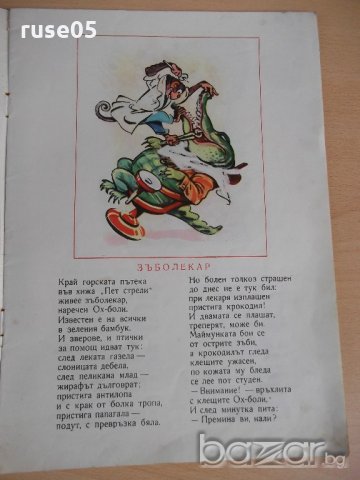 ruse05
ЗЪБОЛЕКАР
Край горската пътека
във хижа „Пет стрели"
живее зъболекар,
наречен Ох-боли.
Известен е на всички
в зеления бамбук.
И зверове, и птички
за помощ идват тук:
след леката газела —
слоницата дебела,
след пеликана млад —
жирафът дълговрат;
пристига антилопа
и с крак от болка тропа,
пристига папагала —
подут, с превръзка бяла.
Но болен толкоз страшен
до днес не е тук бил:
при лекаря изплашен
пристига крокодил!
И двамата се плашат,
треперят, може би.
Маймунката бои се
от острите зъби,
а крокодилът гледа
клещите ужасен,
по кожата му бледа
се лее пот студен.
— Внимание! — връхлита
с клещите Ох-боли.
И след минутка пита:
— Премина ви, нали?
bazar.bg